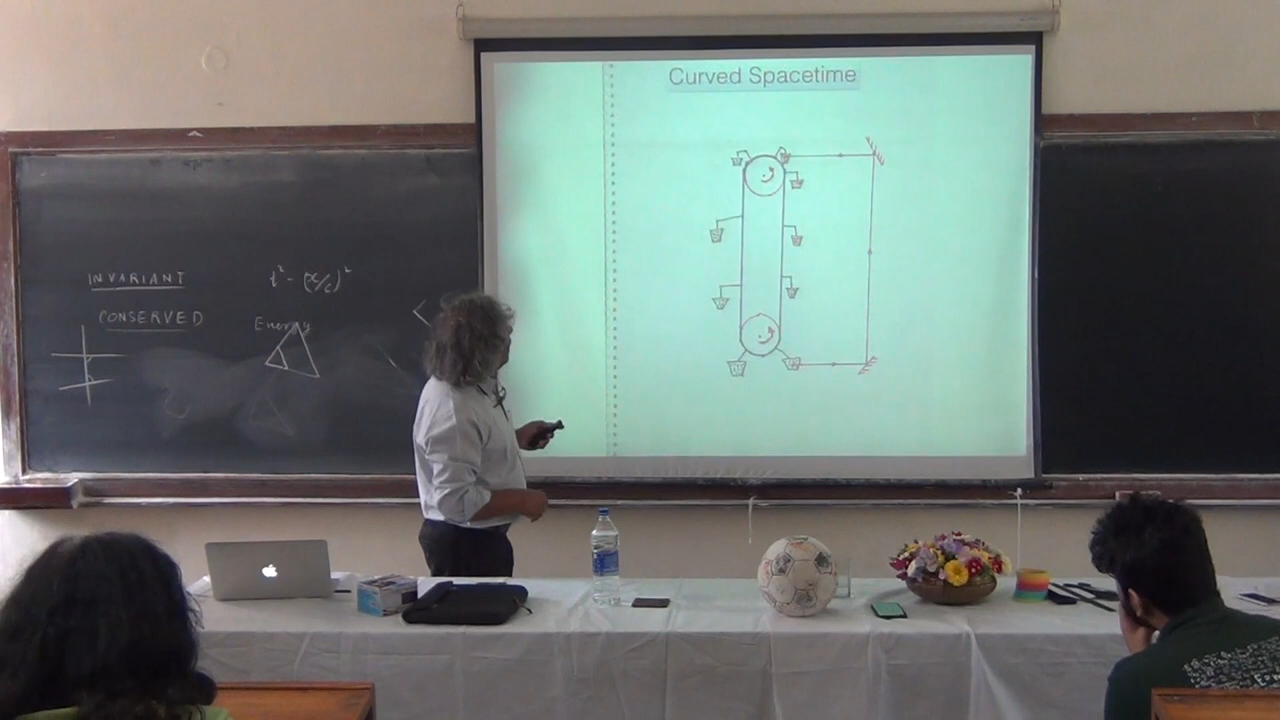 Curved Spacetime
INVARIANT
t² - (x/c)²
CONSERVED
Energy